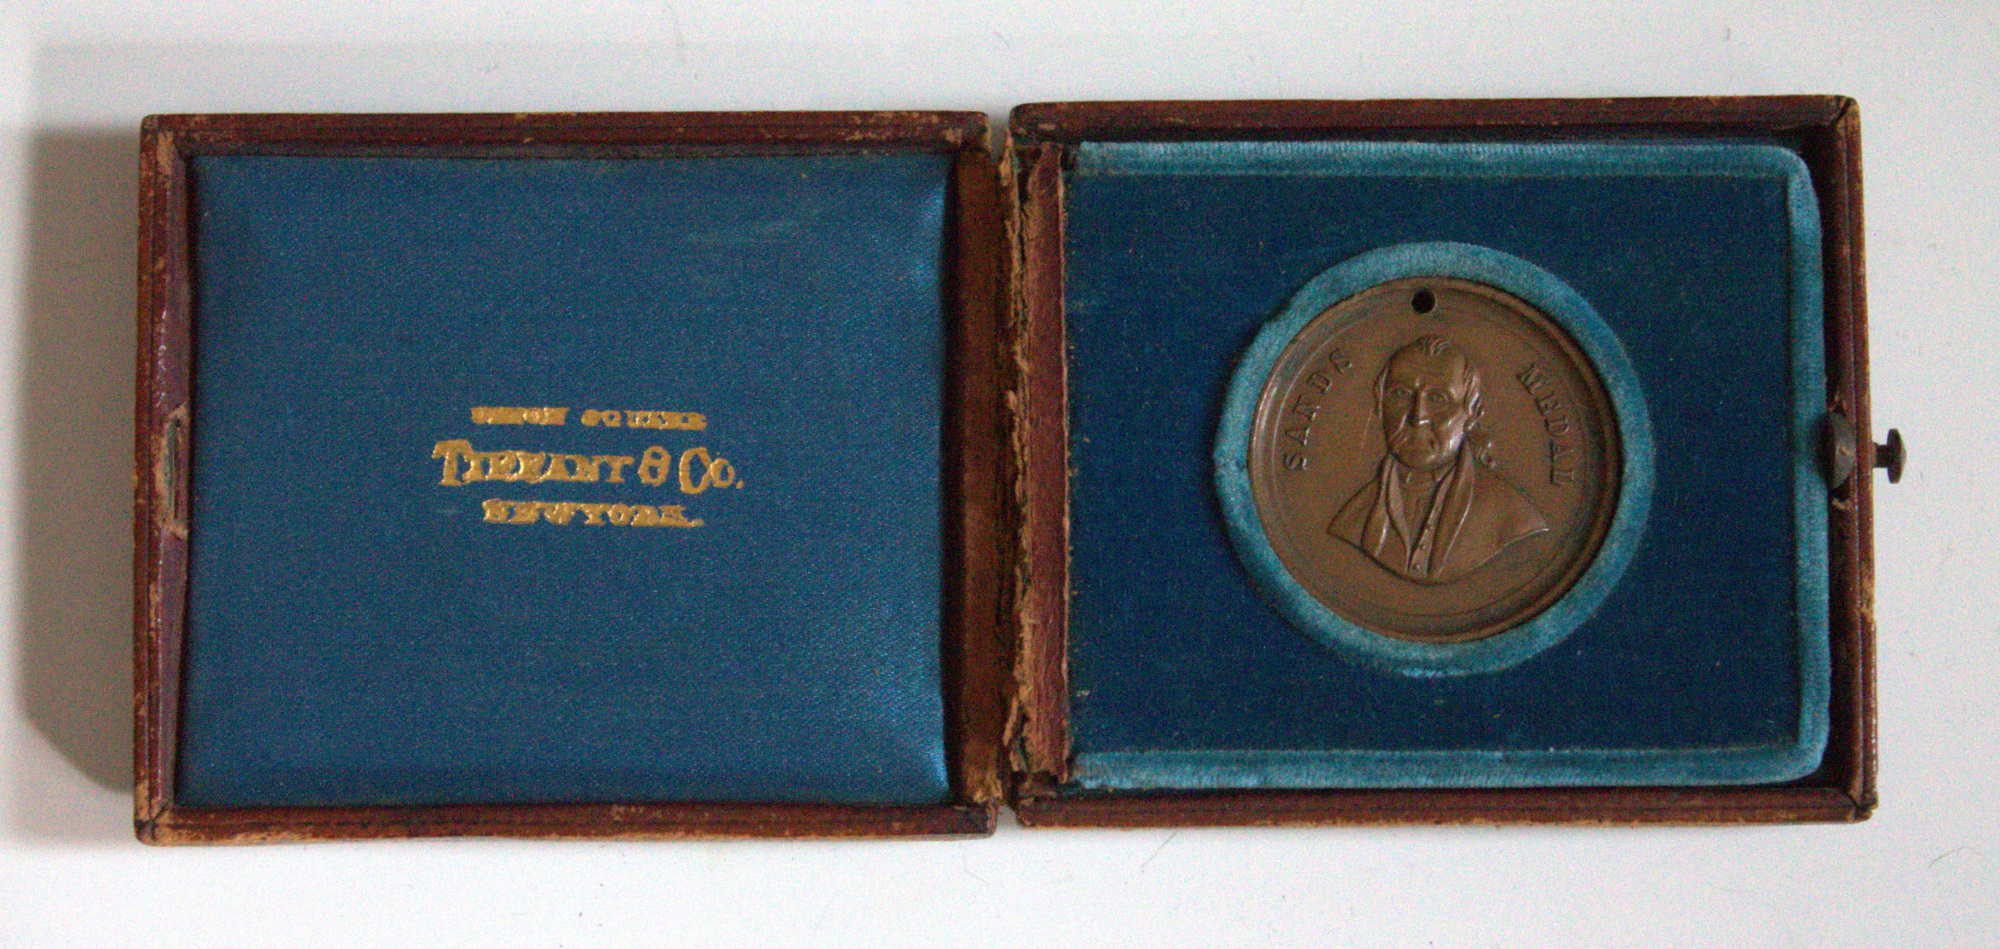 UNION SQUARE
TIFFANY & CO.
NEW YORK.
SANDS MEDAL